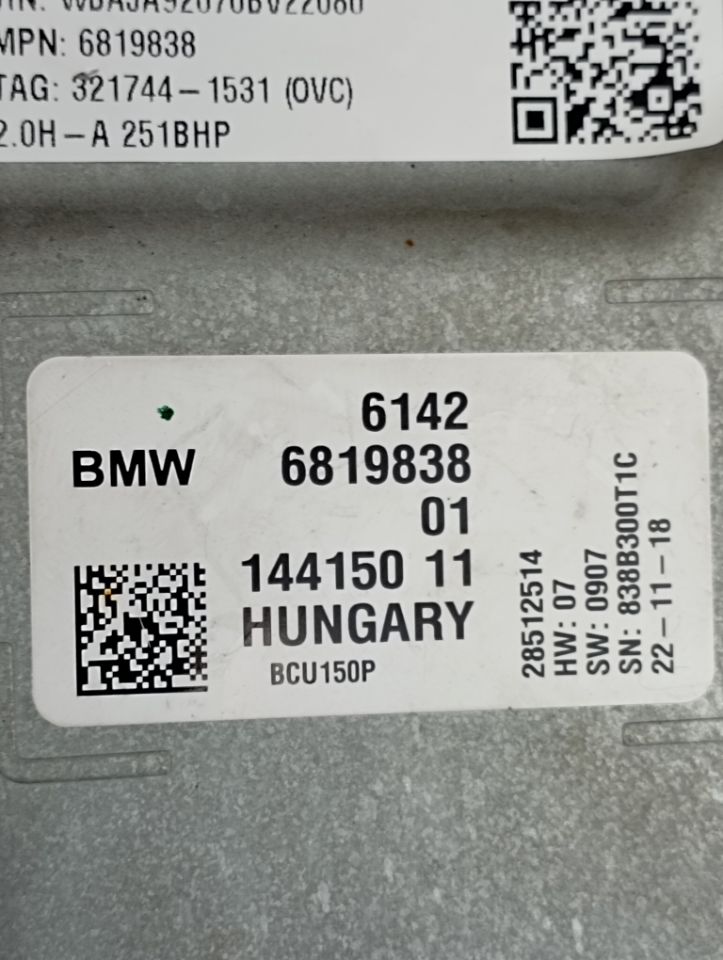 MPN: 6819838
TAG: 321744-1531 (OVC)
2.0H-A 251BHP
6142
BMW 6819838
01
144150 11
HUNGARY
BCU150P
28512514
HW: 07
SW: 0907
SN: 838B300T1C
22-11-18